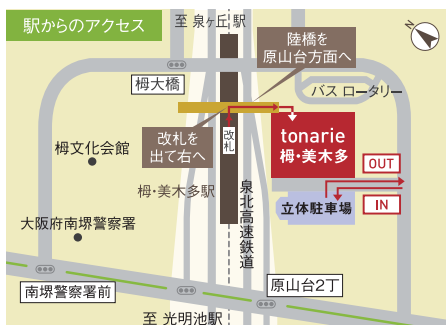 駅からのアクセス
至 泉ヶ丘 駅
N
陸橋を
原山台方面へ
栂大橋
バス ロータリー
改札を
出て右へ
改札
tonarie
栂・美木多
栂文化会館
OUT
栂・美木多駅
泉北高速鉄道
立体駐車場
IN
大阪府南堺警察署
南堺警察署前
原山台2丁
至 光明池駅